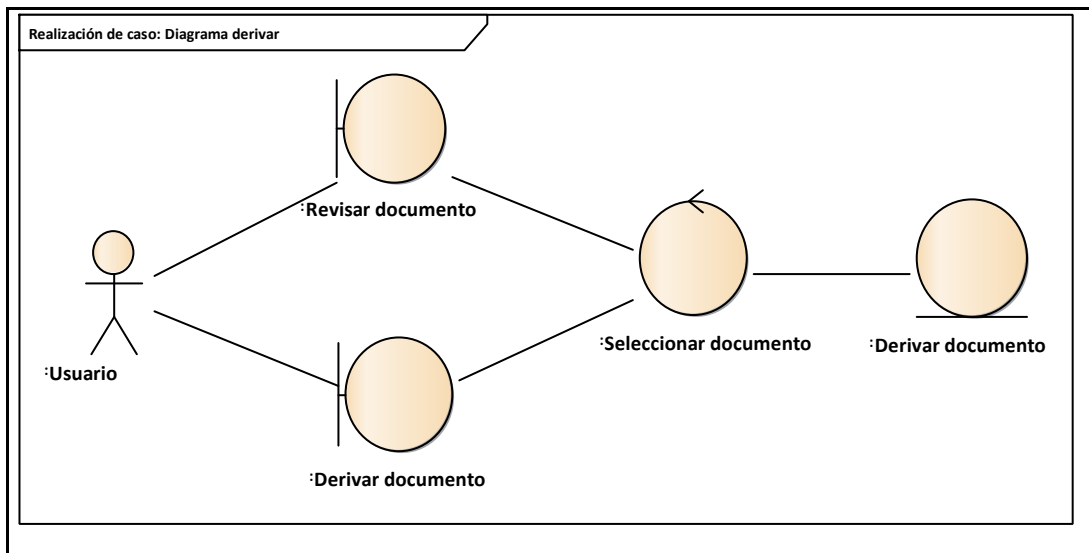 Realización de caso: Diagrama derivar
:Revisar documento
:Usuario
:Seleccionar documento
:Derivar documento
:Derivar documento